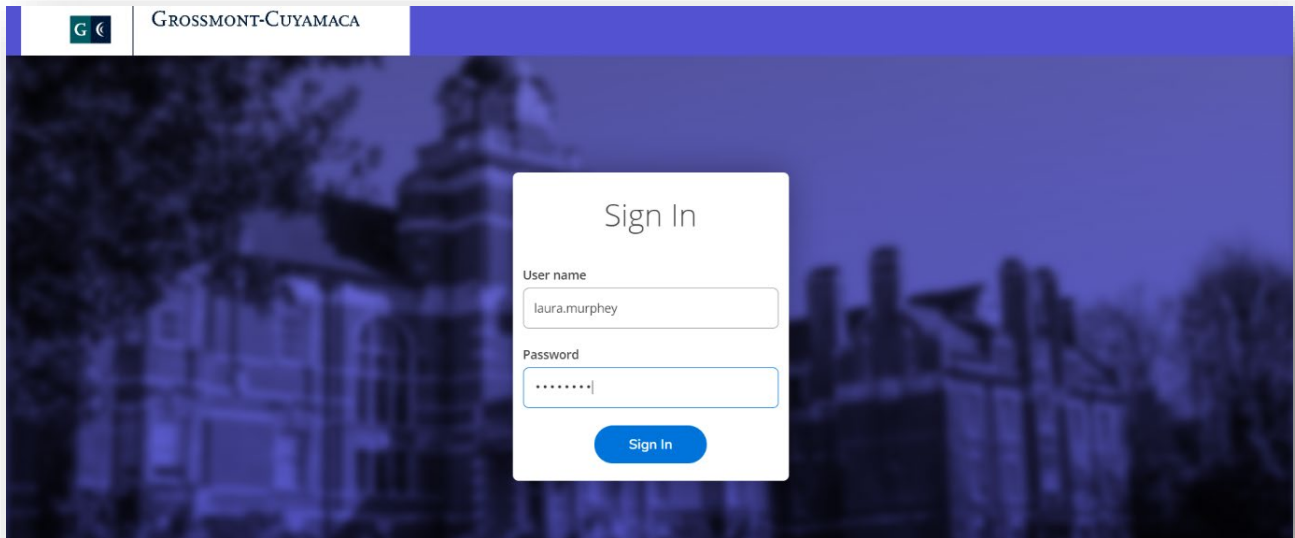 G C
GROSSMONT-CUYAMACA
Sign In
User name
laura.murphey
Password
••••••••
Sign In